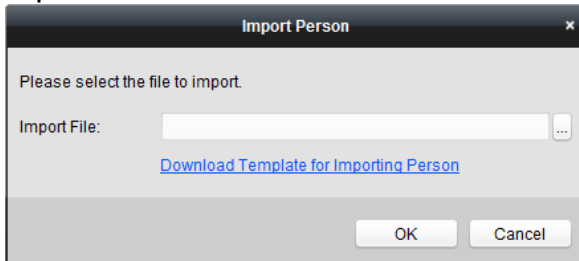 Import Person ×
Please select the file to import.
Import File: ...
Download Template for Importing Person
OK Cancel